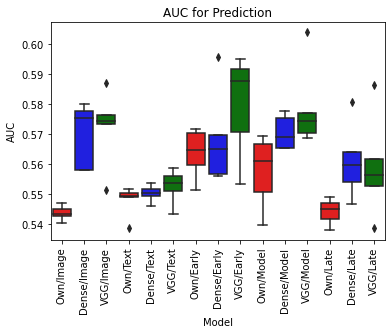 AUC for Prediction
AUC
0.60
0.59
0.58
0.57
0.56
0.55
0.54
Own/Image
Dense/Image
VGG/Image
Own/Text
Dense/Text
VGG/Text
Own/Early
Dense/Early
VGG/Early
Own/Model
Dense/Model
VGG/Model
Own/Late
Dense/Late
VGG/Late
Model